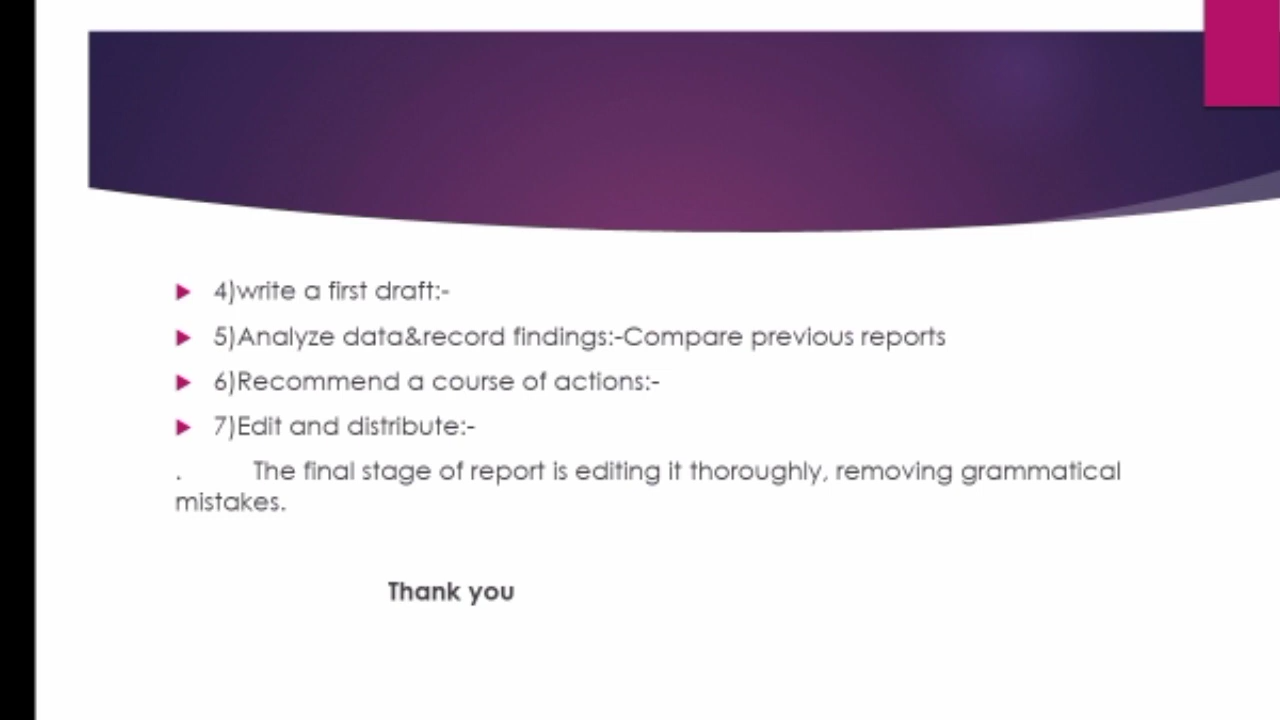 4)write a first draft:-
5)Analyze data&record findings:-Compare previous reports
6)Recommend a course of actions:-
7)Edit and distribute:-
. The final stage of report is editing it thoroughly, removing grammatical
mistakes.
Thank you